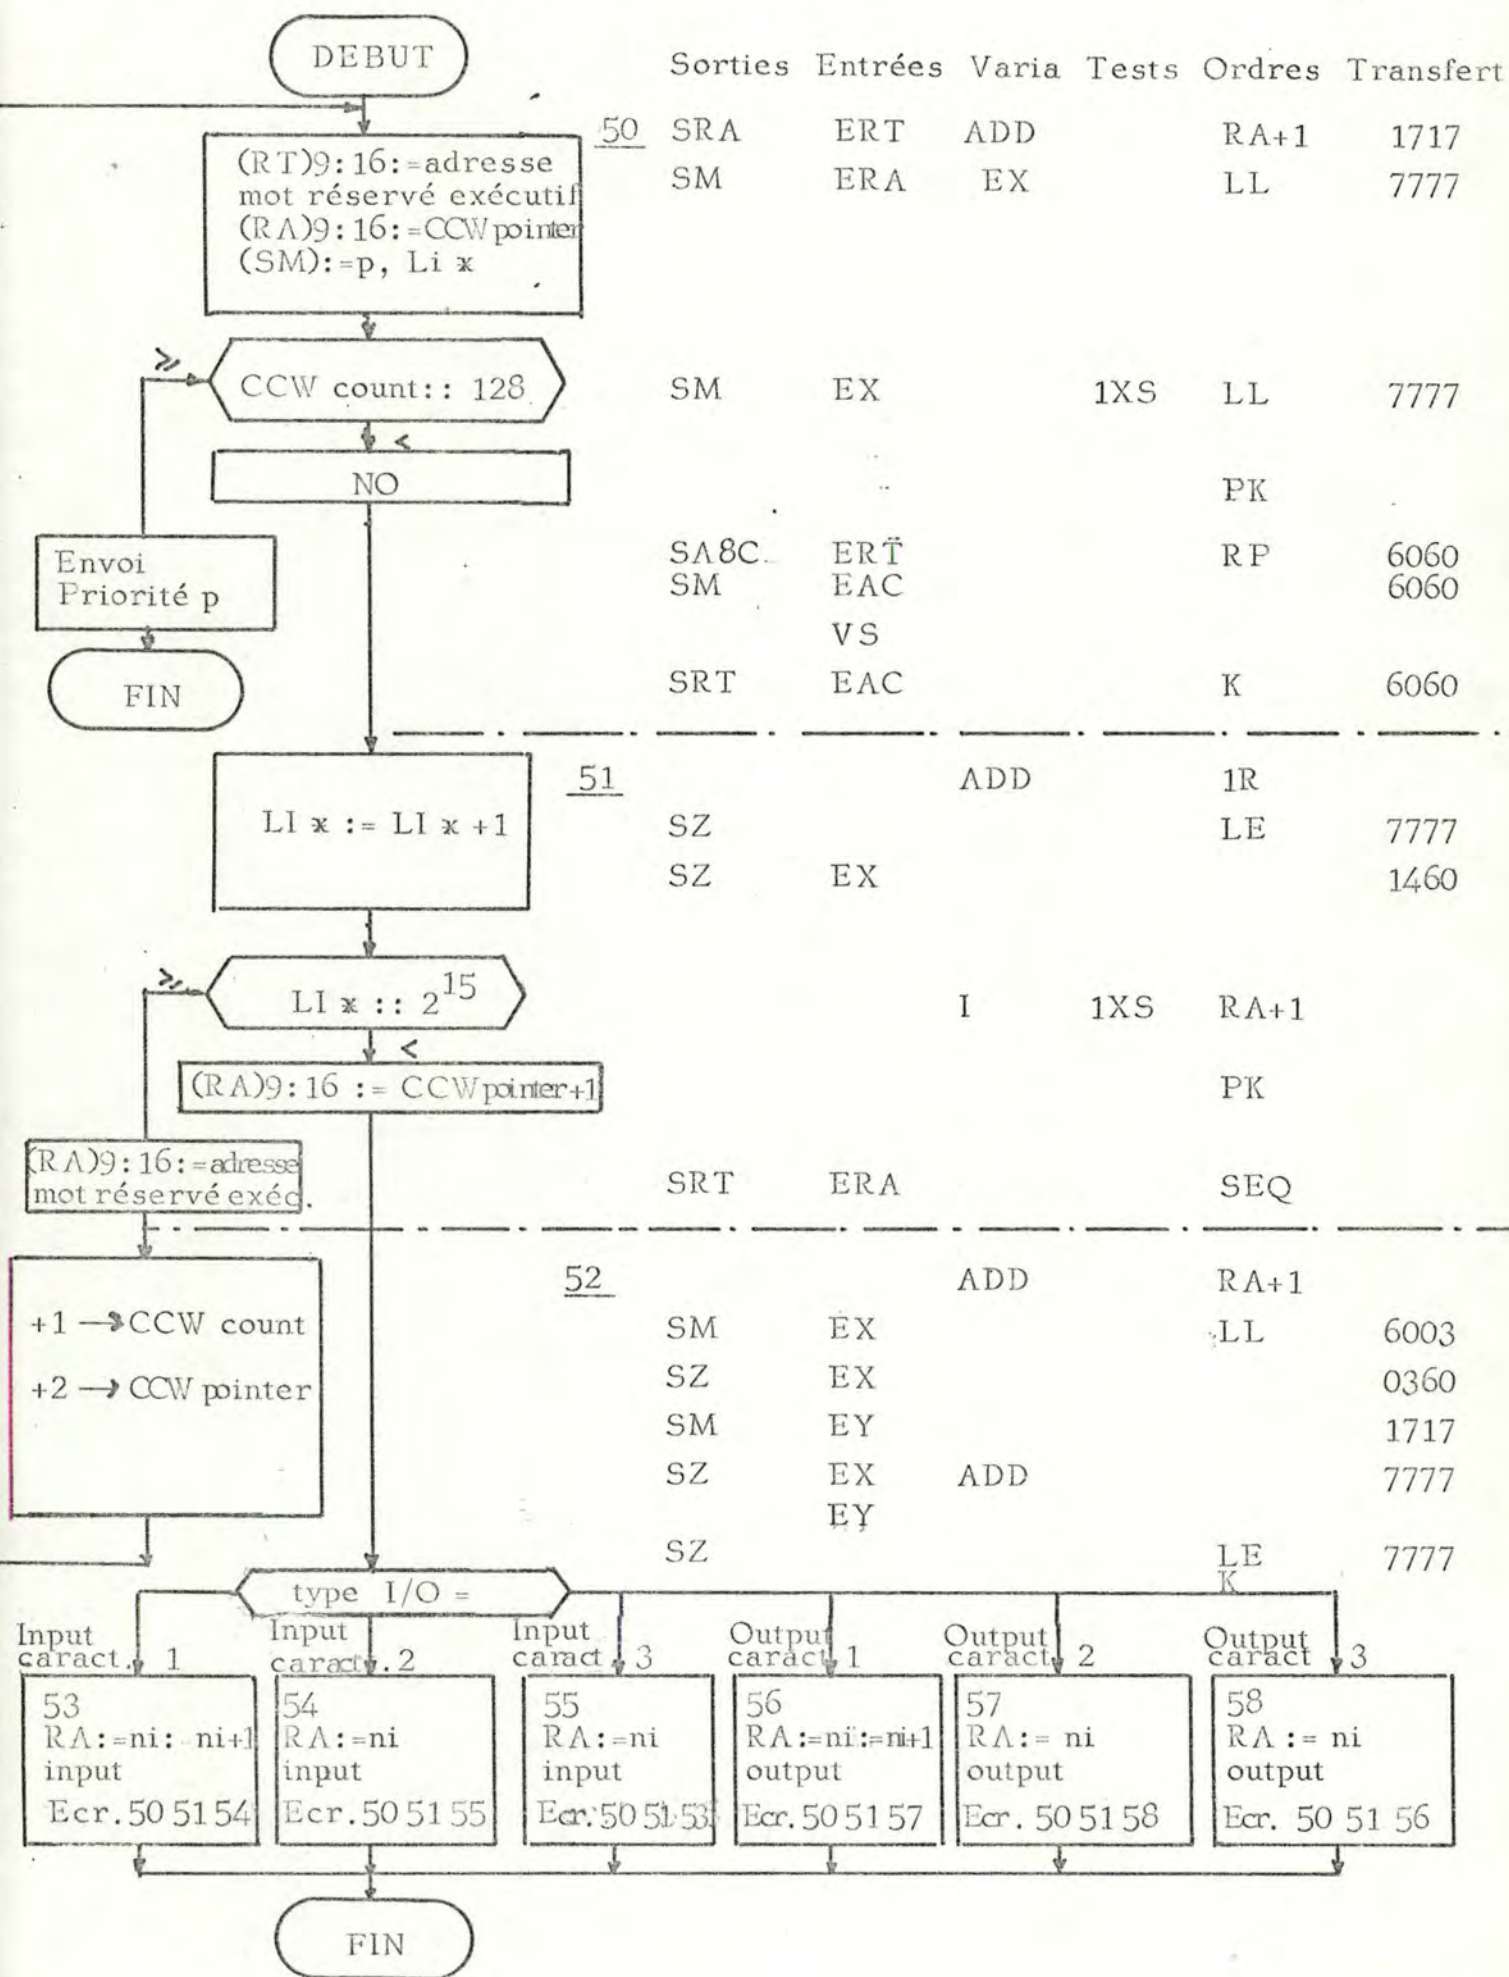 DEBUT
Sorties Entrées Varia Tests Ordres Transfert
(RT)9:16:=adresse
mot réservé exécutif
(RA)9:16:=CCW pointer
(SM):=p, Li x
50 SRA ERT ADD RA+1 1717
SM ERA EX LL 7777
⩾
CCW count:: 128
SM EX 1XS LL 7777
<
NO
PK
Envoi
Priorité p
SA8C ERT RP 6060
SM EAC 6060
VS
FIN
SRT EAC K 6060
LI x := LI x +1
51 ADD 1R
SZ LE 7777
SZ EX 1460
⩾
LI x :: 2^15
I 1XS RA+1
<
(RA)9:16 := CCW pointer+1
PK
(RA)9:16:=adresse
mot réservé exéc.
SRT ERA SEQ
52 ADD RA+1
+1 → CCW count
SM EX LL 6003
+2 → CCW pointer
SZ EX 0360
SM EY 1717
SZ EX ADD 7777
EY
SZ LE 7777
K
type I/O =
Input
caract. 1
Input
caract. 2
Input
caract 3
Output
caract 1
Output
caract 2
Output
caract 3
53
RA:=ni:- ni+1
input
Ecr. 50 51 54
54
RA:=ni
input
Ecr. 50 51 55
55
RA:=ni
input
Ecr. 50 51 53
56
RA:=ni:=ni+1
output
Ecr. 50 51 57
57
RA:= ni
output
Ecr. 50 51 58
58
RA := ni
output
Ecr. 50 51 56
FIN